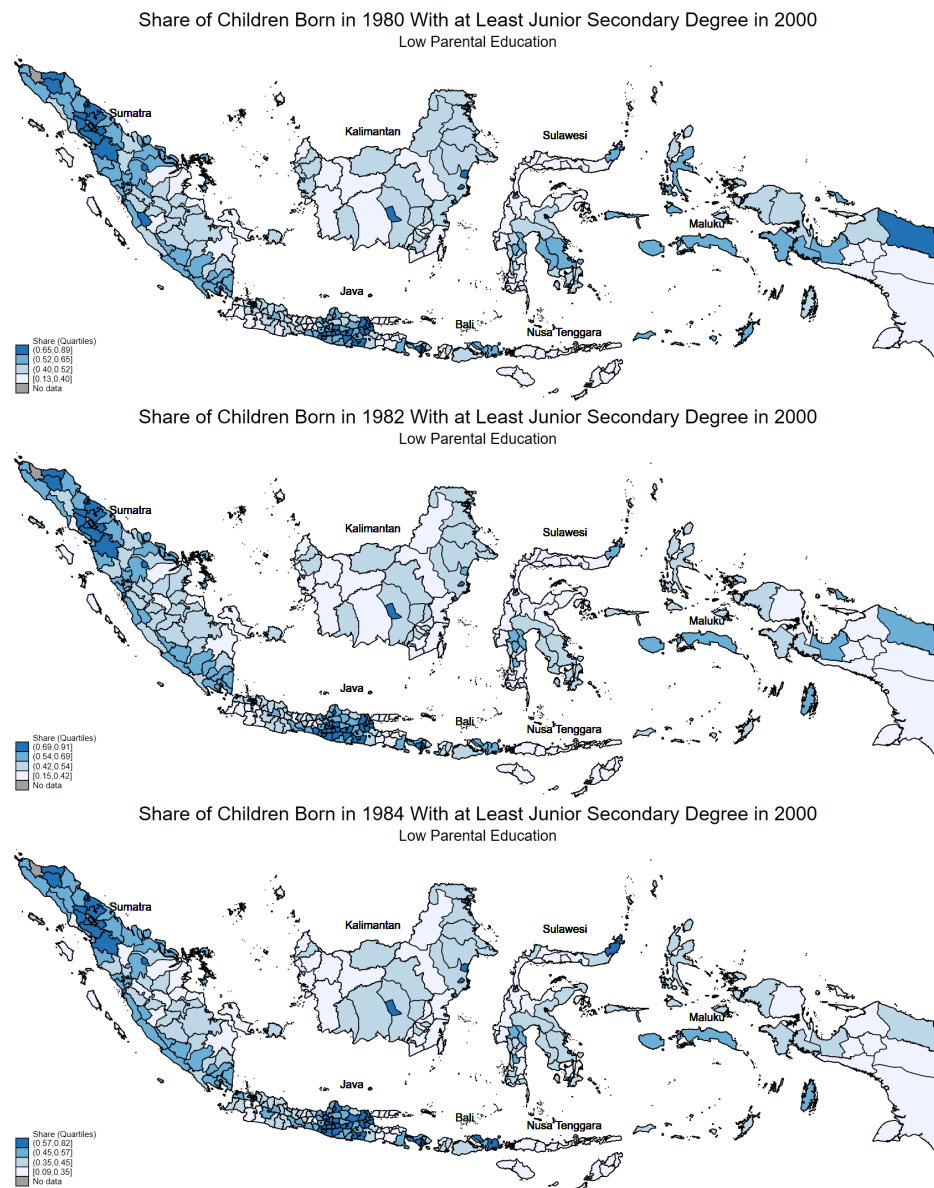 Share of Children Born in 1980 With at Least Junior Secondary Degree in 2000
Low Parental Education
Sumatra
Kalimantan
Sulawesi
Maluku
Java
Bali
Nusa Tenggara
Share (Quartiles)
(0.65,0.89]
(0.52,0.65]
(0.40,0.52]
[0.13,0.40]
No data
Share of Children Born in 1982 With at Least Junior Secondary Degree in 2000
Low Parental Education
Sumatra
Kalimantan
Sulawesi
Maluku
Java
Bali
Nusa Tenggara
Share (Quartiles)
(0.69,0.91]
(0.54,0.69]
(0.42,0.54]
[0.15,0.42]
No data
Share of Children Born in 1984 With at Least Junior Secondary Degree in 2000
Low Parental Education
Sumatra
Kalimantan
Sulawesi
Maluku
Java
Bali
Nusa Tenggara
Share (Quartiles)
(0.57,0.82]
(0.45,0.57]
(0.35,0.45]
[0.09,0.35]
No data